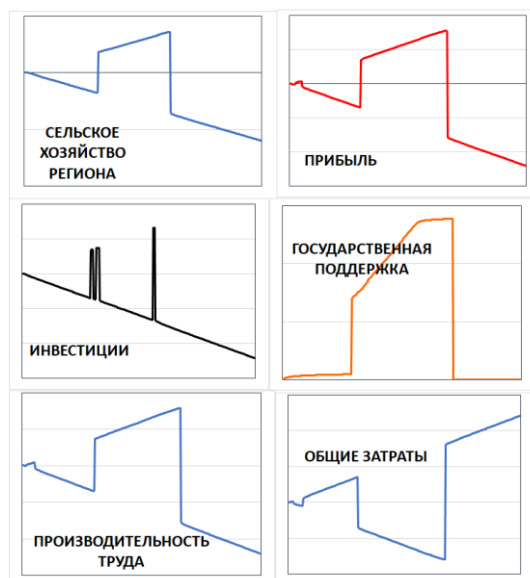 СЕЛЬСКОЕ
ХОЗЯЙСТВО
РЕГИОНА
ПРИБЫЛЬ
ИНВЕСТИЦИИ
ГОСУДАРСТВЕННАЯ
ПОДДЕРЖКА
ПРОИЗВОДИТЕЛЬНОСТЬ
ТРУДА
ОБЩИЕ ЗАТРАТЫ